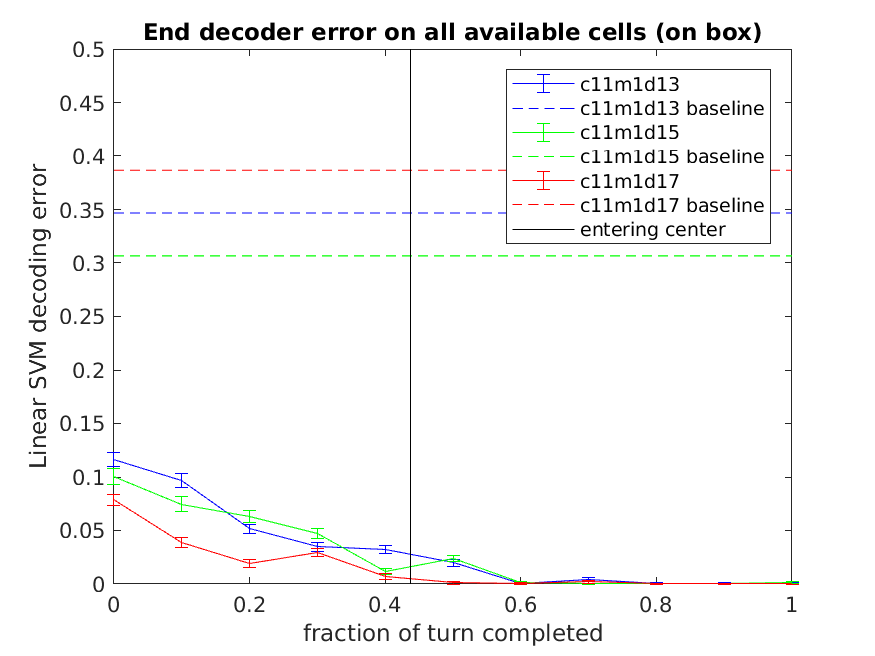 End decoder error on all available cells (on box)
0.5
0.45
0.4
0.35
0.3
0.25
0.2
0.15
0.1
0.05
0
Linear SVM decoding error
c11m1d13
c11m1d13 baseline
c11m1d15
c11m1d15 baseline
c11m1d17
c11m1d17 baseline
entering center
0 0.2 0.4 0.6 0.8 1
fraction of turn completed